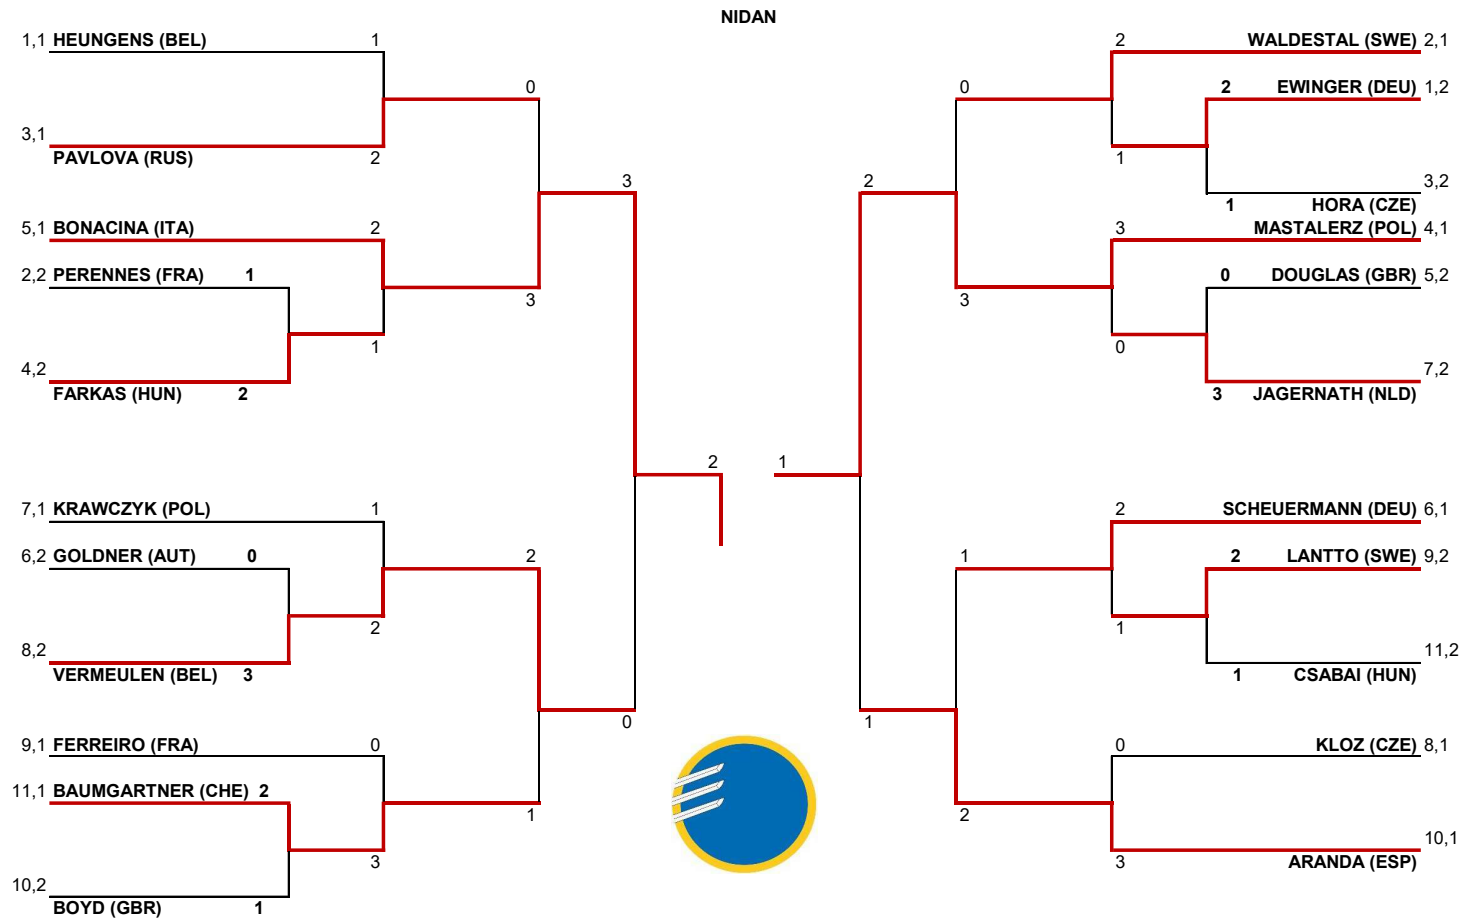 NIDAN
1,1 HEUNGENS (BEL) 1
0
3,1
PAVLOVA (RUS) 2
3
5,1 BONACINA (ITA) 2
2,2 PERENNES (FRA) 1
3
1
4,2
FARKAS (HUN) 2
2
7,1 KRAWCZYK (POL) 1
6,2 GOLDNER (AUT) 0
2
2
8,2
VERMEULEN (BEL) 3
0
9,1 FERREIRO (FRA) 0
11,1 BAUMGARTNER (CHE) 2
1
3
10,2
BOYD (GBR) 1
2 WALDESTAL (SWE) 2,1
0
2 EWINGER (DEU) 1,2
1
2
3,2
1 HORA (CZE)
3 MASTALERZ (POL) 4,1
0 DOUGLAS (GBR) 5,2
3
0
7,2
3 JAGERNATH (NLD)
1
2 SCHEUERMANN (DEU) 6,1
1
2 LANTTO (SWE) 9,2
1
11,2
1 CSABAI (HUN)
1
0 KLOZ (CZE) 8,1
2
10,1
3 ARANDA (ESP)